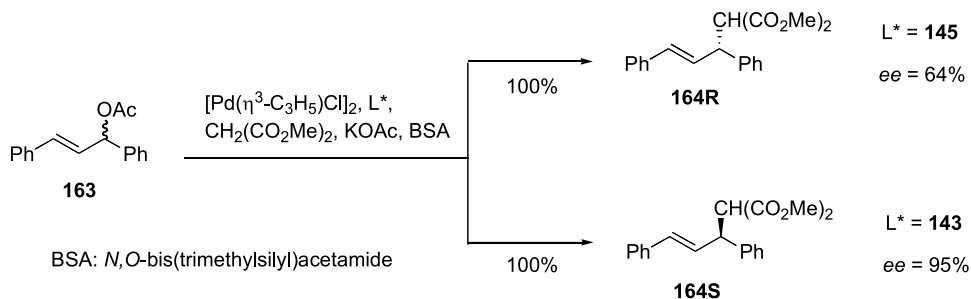 CH(CO2Me)2
Ph
Ph
164R
L* = 145
ee = 64%
100%
OAc
Ph
Ph
163
[Pd(η3-C3H5)Cl]2, L*,
CH2(CO2Me)2, KOAc, BSA
CH(CO2Me)2
Ph
Ph
164S
L* = 143
ee = 95%
100%
BSA: N,O-bis(trimethylsilyl)acetamide